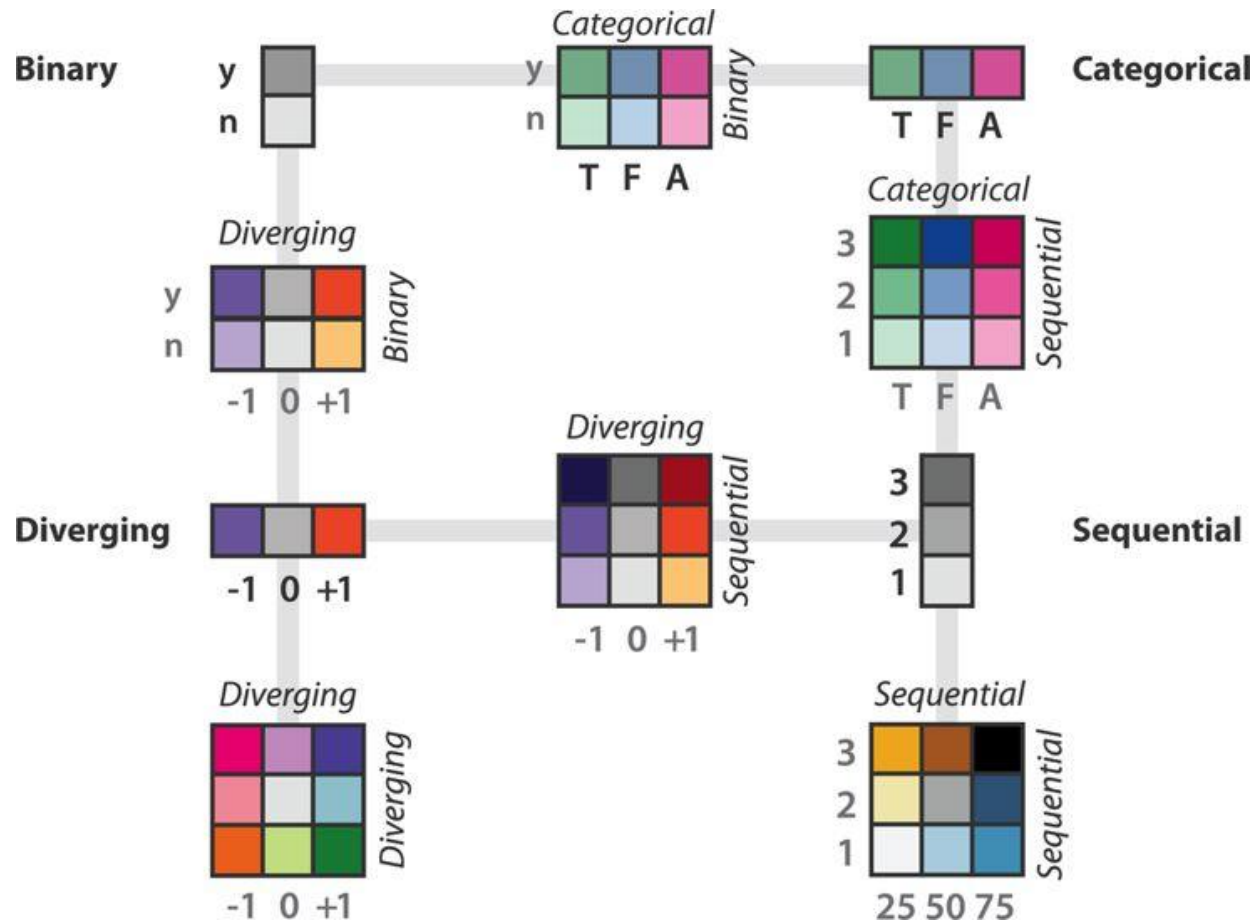 Categorical
Binary y y Binary Categorical
n n
T F A T F A
Categorical
Diverging 3
y Binary 2 Sequential
n 1
-1 0 +1 T F A
Diverging
3
Diverging Sequential 2 Sequential
-1 0 +1 1
-1 0 +1
Diverging Sequential
3
Diverging 2 Sequential
1
-1 0 +1 25 50 75